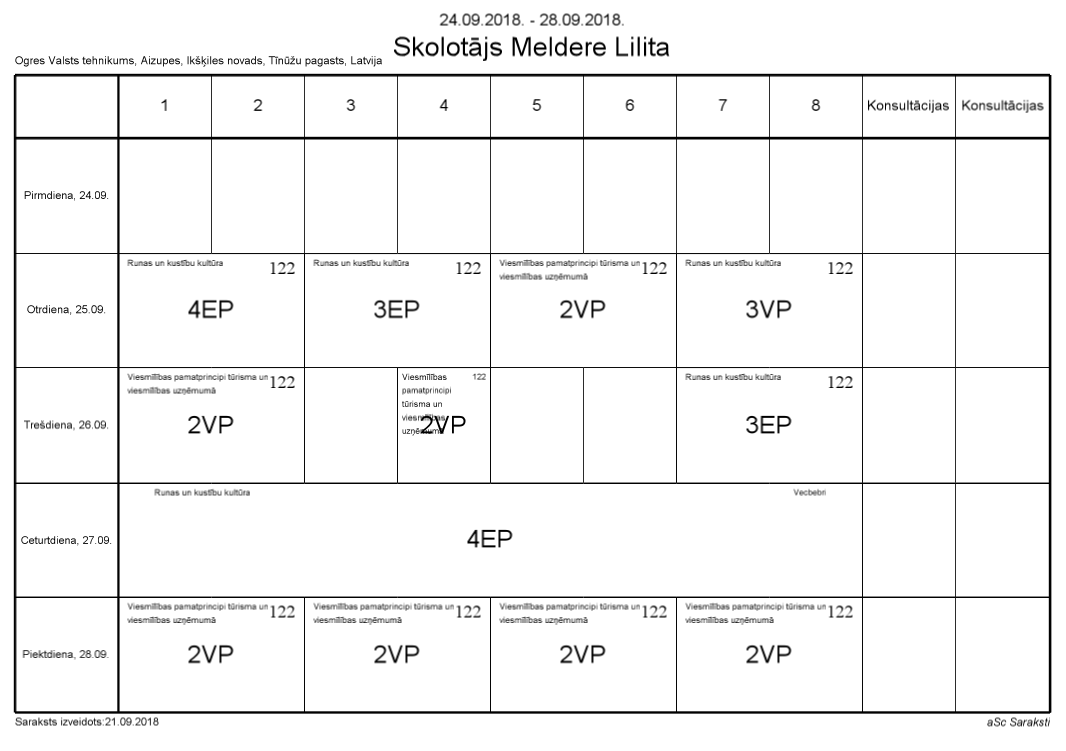 24.09.2018. - 28.09.2018.
Skolotājs Meldere Lilita
Ogres Valsts tehnikums, Aizupes, Ikšķiles novads, Tīnūžu pagasts, Latvija
1 2 3 4 5 6 7 8 Konsultācijas Konsultācijas
Pirmdiena, 24.09.
Otrdiena, 25.09.
Runas un kustību kultūra 122
4EP
Runas un kustību kultūra 122
3EP
Viesmīlības pamatprincipi tūrisma un 122
viesmīlības uzņēmumā
2VP
Runas un kustību kultūra 122
3VP
Trešdiena, 26.09.
Viesmīlības pamatprincipi tūrisma un 122
viesmīlības uzņēmumā
2VP
Viesmīlības 122
pamatprincipi
tūrisma un
viesmīlības
uzņēmumā
2VP
Runas un kustību kultūra 122
3EP
Ceturtdiena, 27.09.
Runas un kustību kultūra Vecbebri
4EP
Piektdiena, 28.09.
Viesmīlības pamatprincipi tūrisma un 122
viesmīlības uzņēmumā
2VP
Viesmīlības pamatprincipi tūrisma un 122
viesmīlības uzņēmumā
2VP
Viesmīlības pamatprincipi tūrisma un 122
viesmīlības uzņēmumā
2VP
Viesmīlības pamatprincipi tūrisma un 122
viesmīlības uzņēmumā
2VP
Saraksts izveidots:21.09.2018
aSc Saraksti